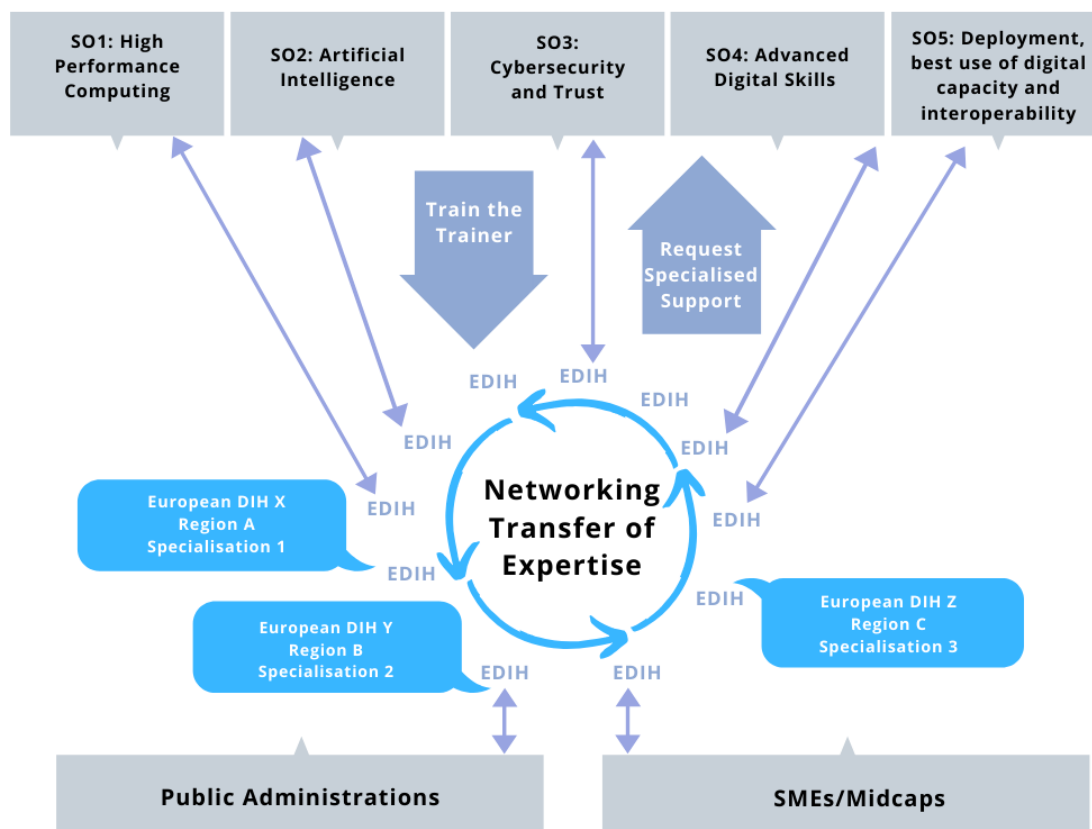 SO1: High
Performance
Computing
SO2: Artificial
Intelligence
SO3:
Cybersecurity
and Trust
SO4: Advanced
Digital Skills
SO5: Deployment,
best use of digital
capacity and
interoperability
Train the
Trainer
Request
Specialised
Support
EDIH
EDIH
EDIH
EDIH
EDIH
EDIH
EDIH
EDIH
EDIH
EDIH
EDIH
Networking
Transfer of
Expertise
European DIH X
Region A
Specialisation 1
European DIH Y
Region B
Specialisation 2
European DIH Z
Region C
Specialisation 3
Public Administrations
SMEs/Midcaps